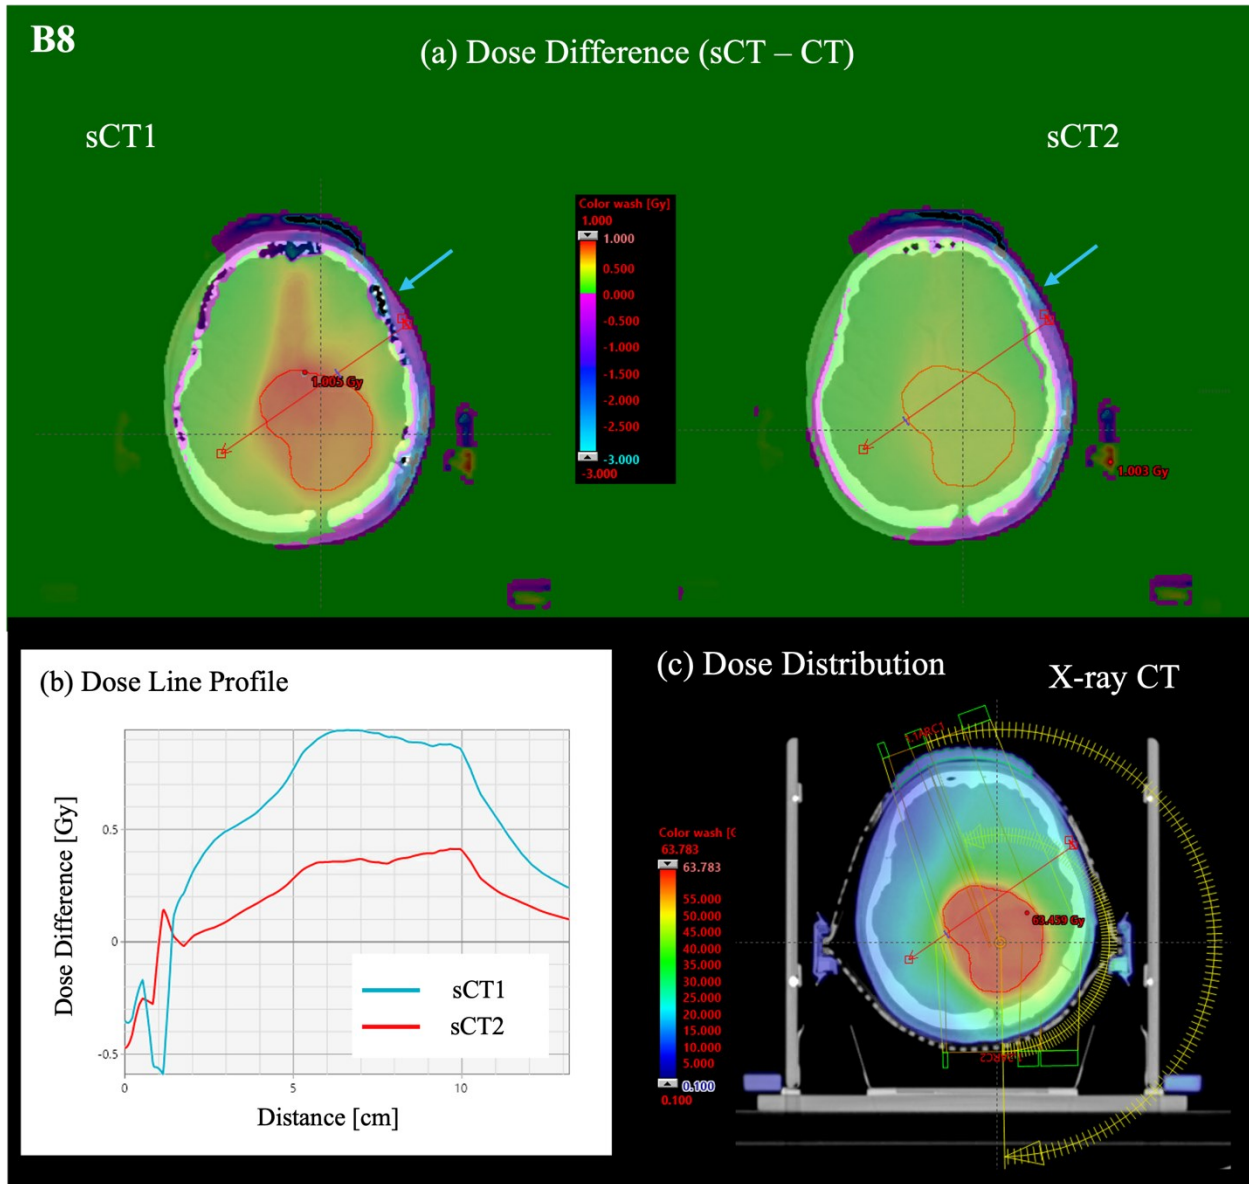 B8
(a) Dose Difference (sCT – CT)
sCT1
sCT2
Color wash [Gy]
1.000
1.000
0.500
0.000
-0.500
-1.000
-1.500
-2.000
-2.500
-3.000
-3.000
1.005 Gy
1.003 Gy
(b) Dose Line Profile
Dose Difference [Gy]
0.5
0
-0.5
0
5
10
Distance [cm]
sCT1
sCT2
(c) Dose Distribution
X-ray CT
Color wash [G
63.783
63.783
55.000
50.000
45.000
40.000
35.000
30.000
25.000
20.000
15.000
10.000
5.000
0.100
0.100
63.459 Gy